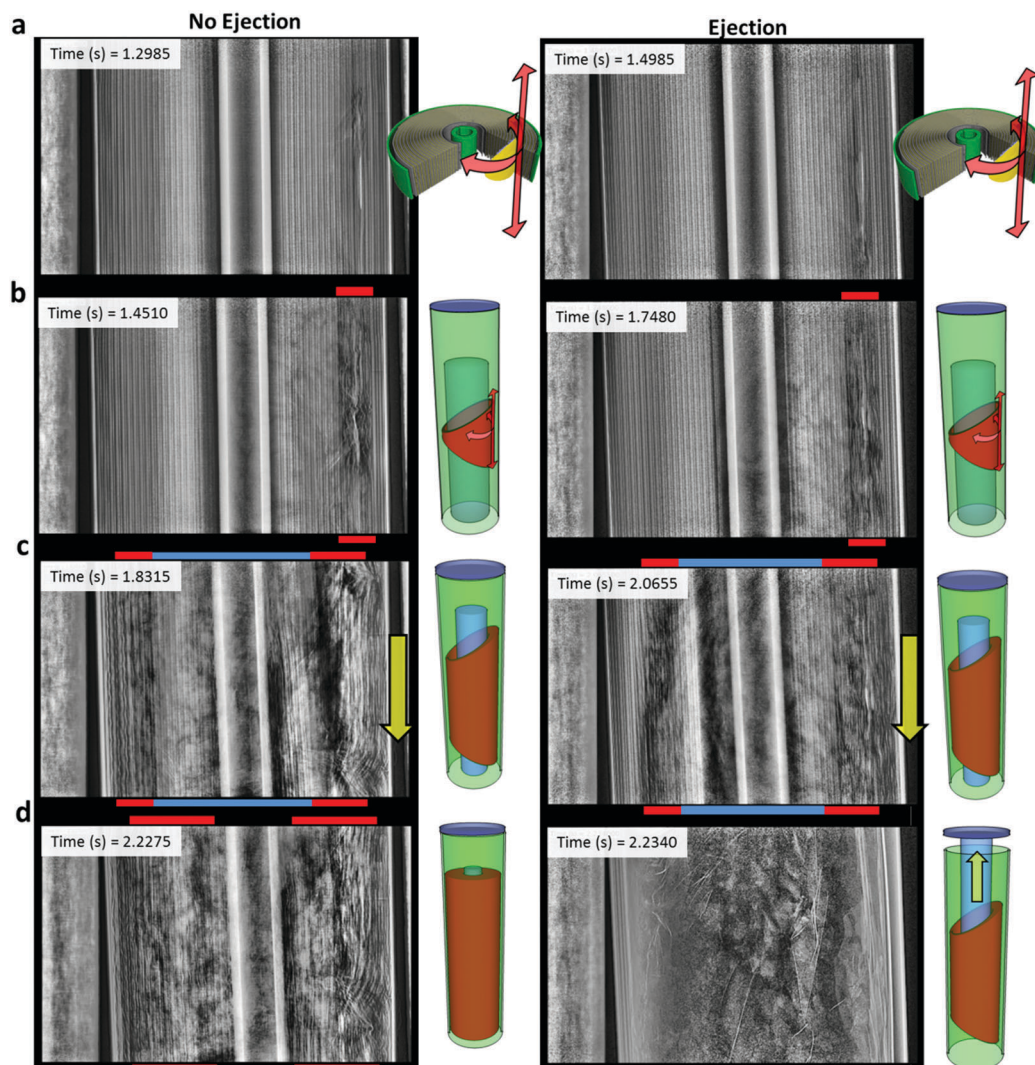 No Ejection
Ejection
a
Time (s) = 1.2985
Time (s) = 1.4985
b
Time (s) = 1.4510
Time (s) = 1.7480
c
Time (s) = 1.8315
Time (s) = 2.0655
d
Time (s) = 2.2275
Time (s) = 2.2340